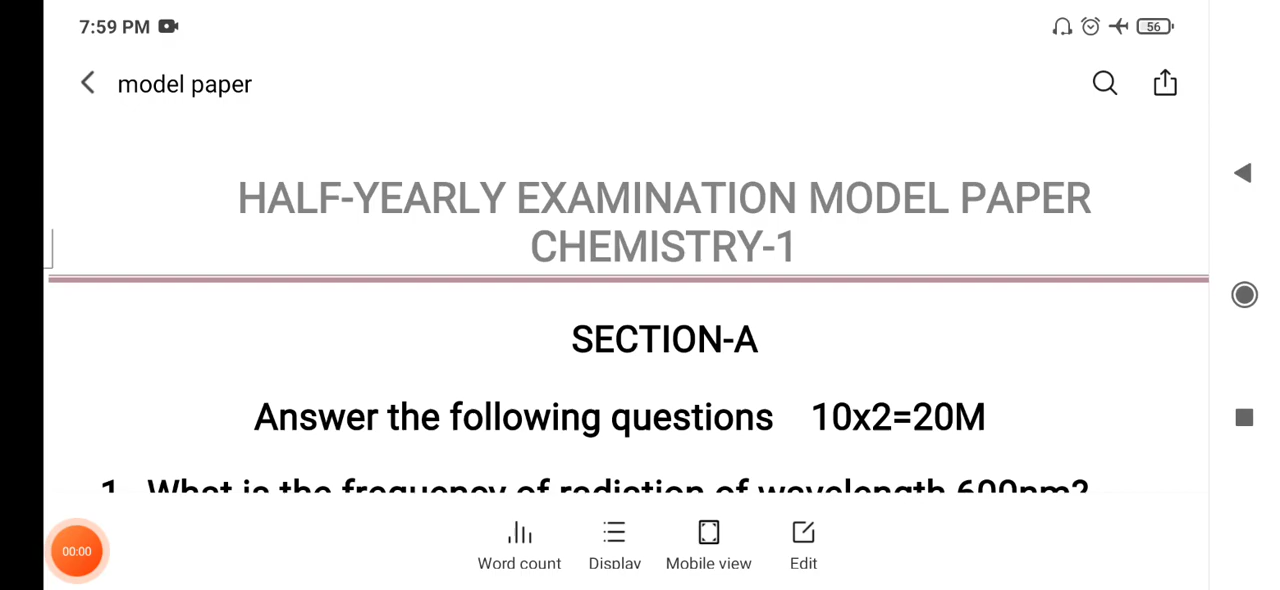 7:59 PM
56
model paper
HALF-YEARLY EXAMINATION MODEL PAPER
CHEMISTRY-1
SECTION-A
Answer the following questions 10x2=20M
1. What is the frequency of radiation of wavelength 600nm?
00:00
Word count
Display
Mobile view
Edit